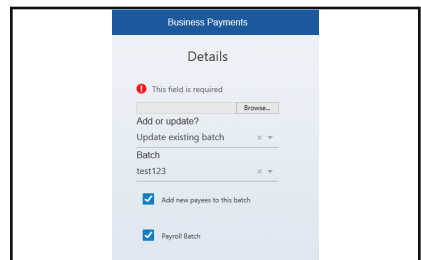 Business Payments
Details
This field is required
Browse...
Add or update?
Update existing batch
Batch
test123
Add new payees to this batch
Payroll Batch